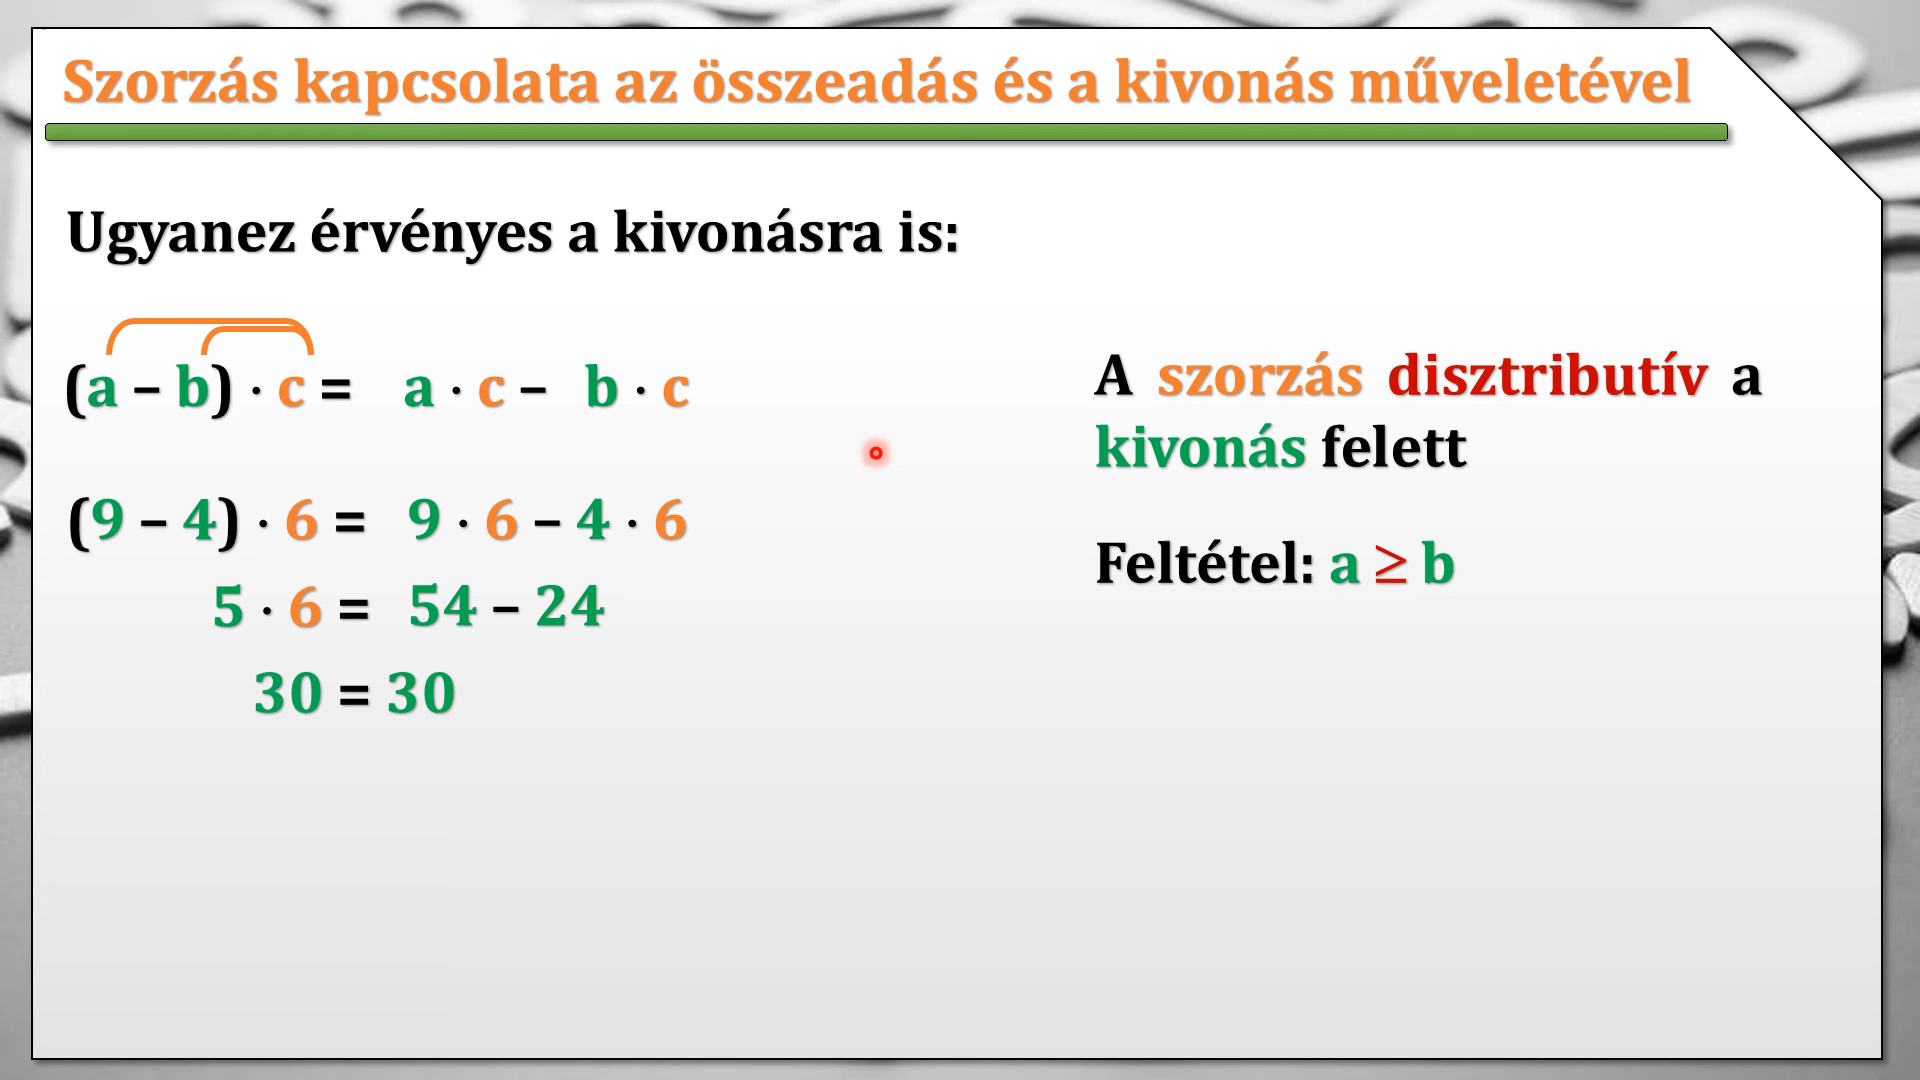 Szorzás kapcsolata az összeadás és a kivonás műveletével
Ugyanez érvényes a kivonásra is:
(a – b) · c = a · c – b · c
(9 – 4) · 6 = 9 · 6 – 4 · 6
5 · 6 = 54 – 24
30 = 30
A szorzás disztributív a
kivonás felett
Feltétel: a ≥ b